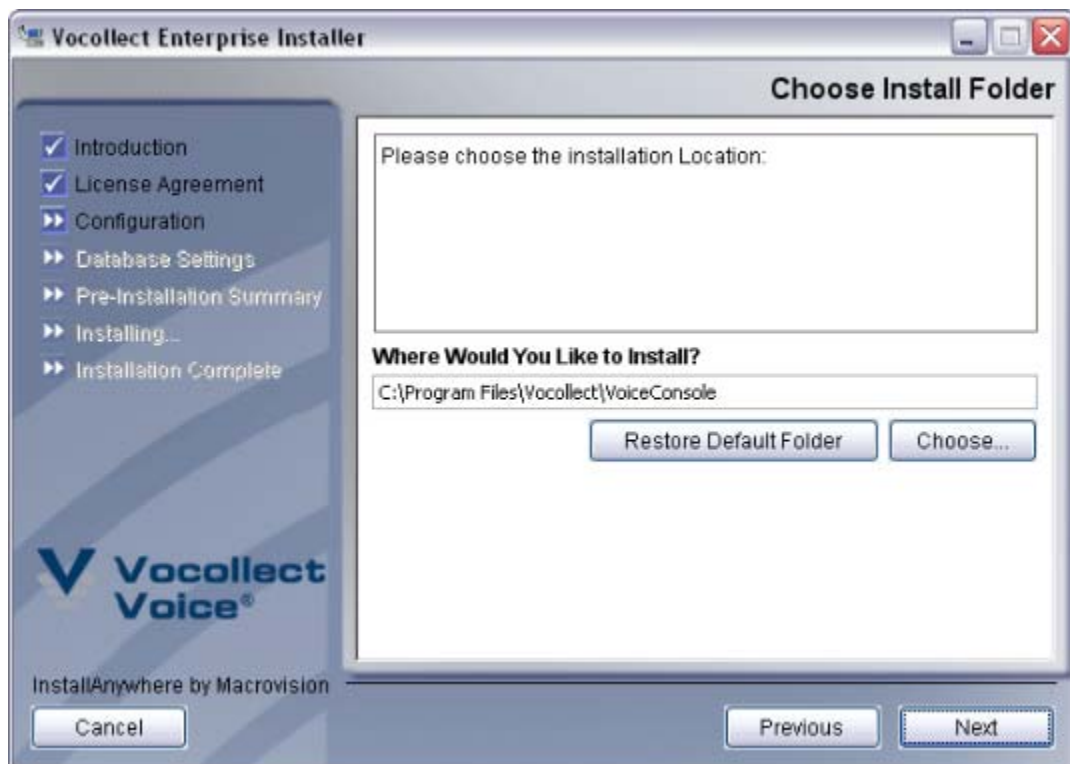 Vocollect Enterprise Installer
Choose Install Folder
Introduction
License Agreement
Configuration
Database Settings
Pre-Installation Summary
Installing...
Installation Complete
Vocollect
Voice®
Please choose the installation Location:
Where Would You Like to Install?
C:\Program Files\Vocollect\VoiceConsole
Restore Default Folder
Choose...
InstallAnywhere by Macrovision
Cancel
Previous
Next